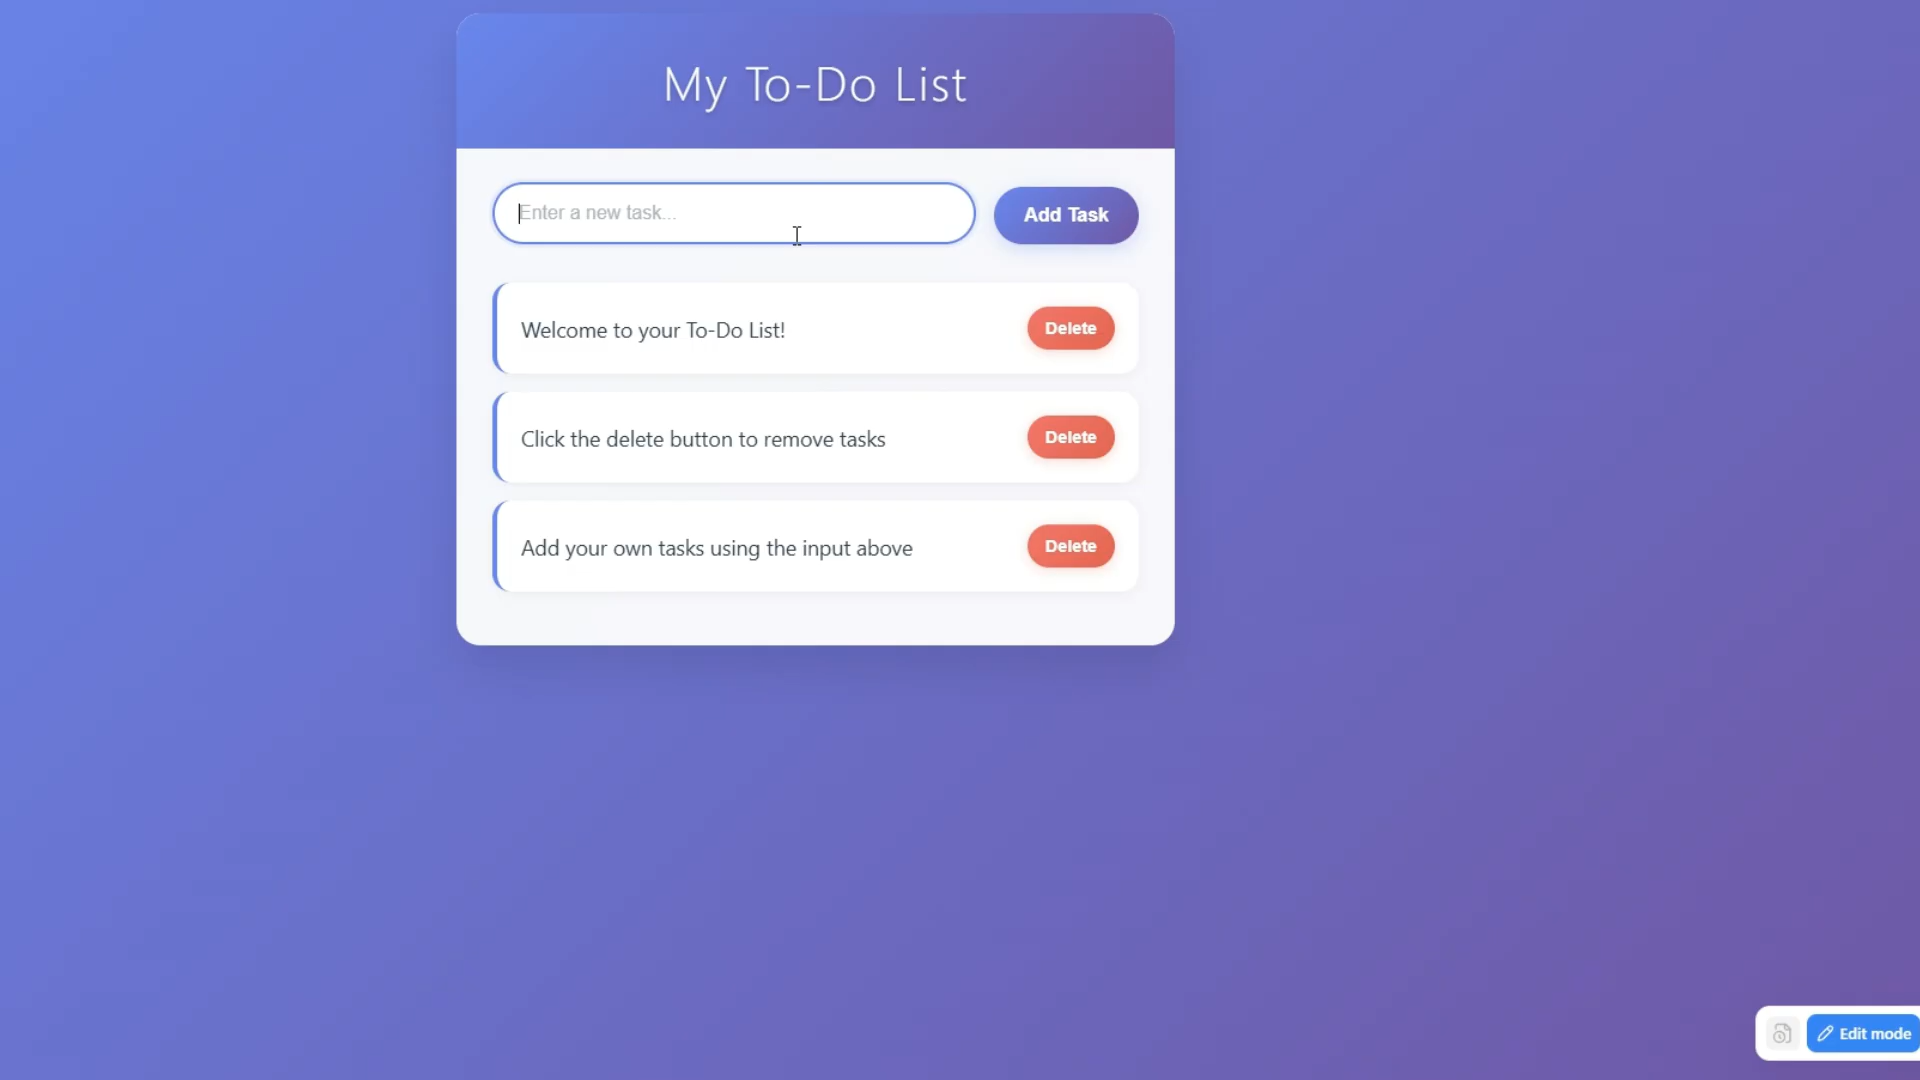 My To-Do List
Enter a new task...
Add Task
Welcome to your To-Do List!
Delete
Click the delete button to remove tasks
Delete
Add your own tasks using the input above
Delete
Edit mode